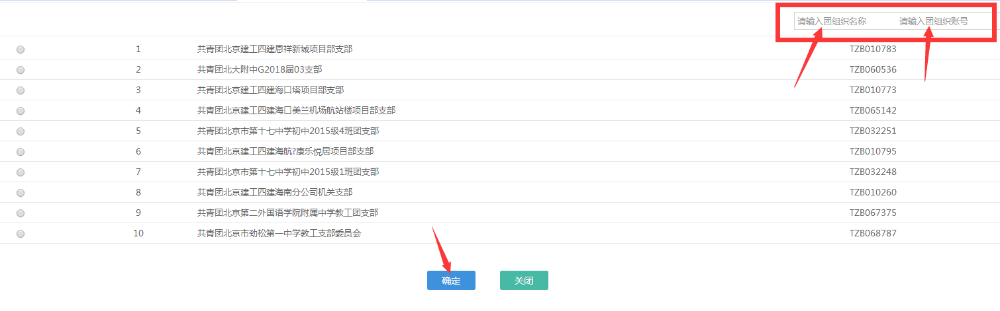 请输入团组织名称 请输入团组织账号
1 共青团北京建工四建恩祥新城项目部支部 TZB010783
2 共青团北大附中G2018届03支部 TZB060536
3 共青团北京建工四建海口塔项目部支部 TZB010773
4 共青团北京建工四建海口美兰机场航站楼项目部支部 TZB065142
5 共青团北京市第十七中学初中2015级4班团支部 TZB032251
6 共青团北京建工四建海航?康乐悦居项目部支部 TZB010795
7 共青团北京市第十七中学初中2015级1班团支部 TZB032248
8 共青团北京建工四建海南分公司机关支部 TZB010260
9 共青团北京第二外国语学院附属中学教工团支部 TZB067375
10 共青团北京市劲松第一中学教工支部委员会 TZB068787
确定 关闭